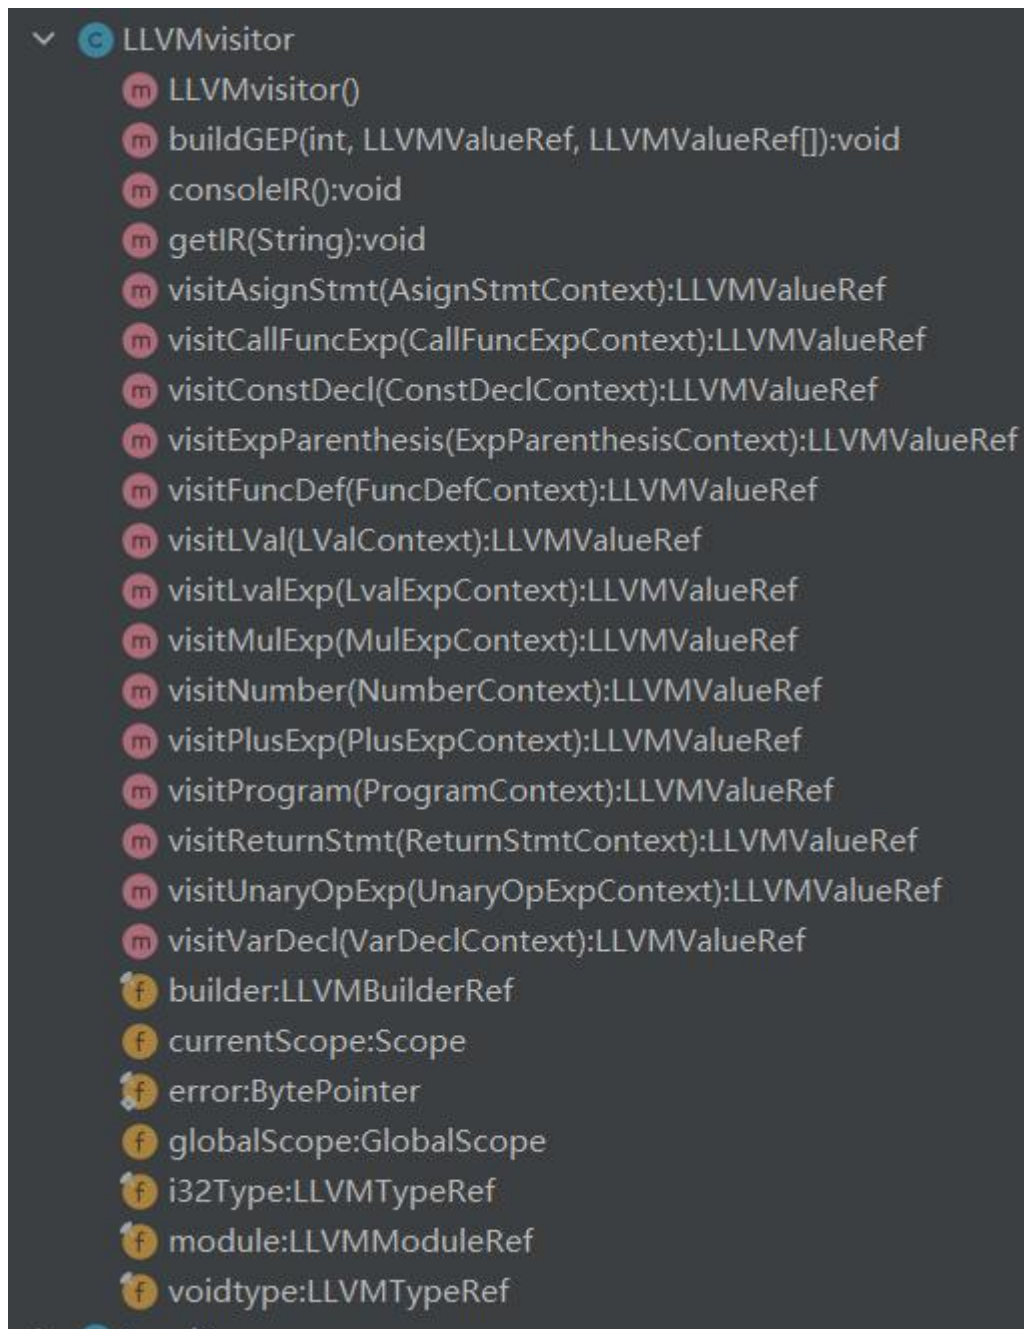 LLVMvisitor
LLVMvisitor()
buildGEP(int, LLVMValueRef, LLVMValueRef[]):void
consoleIR():void
getIR(String):void
visitAsignStmt(AsignStmtContext):LLVMValueRef
visitCallFuncExp(CallFuncExpContext):LLVMValueRef
visitConstDecl(ConstDeclContext):LLVMValueRef
visitExpParenthesis(ExpParenthesisContext):LLVMValueRef
visitFuncDef(FuncDefContext):LLVMValueRef
visitLVal(LValContext):LLVMValueRef
visitLvalExp(LvalExpContext):LLVMValueRef
visitMulExp(MulExpContext):LLVMValueRef
visitNumber(NumberContext):LLVMValueRef
visitPlusExp(PlusExpContext):LLVMValueRef
visitProgram(ProgramContext):LLVMValueRef
visitReturnStmt(ReturnStmtContext):LLVMValueRef
visitUnaryOpExp(UnaryOpExpContext):LLVMValueRef
visitVarDecl(VarDeclContext):LLVMValueRef
builder:LLVMBuilderRef
currentScope:Scope
error:BytePointer
globalScope:GlobalScope
i32Type:LLVMTypeRef
module:LLVMModuleRef
voidtype:LLVMTypeRef